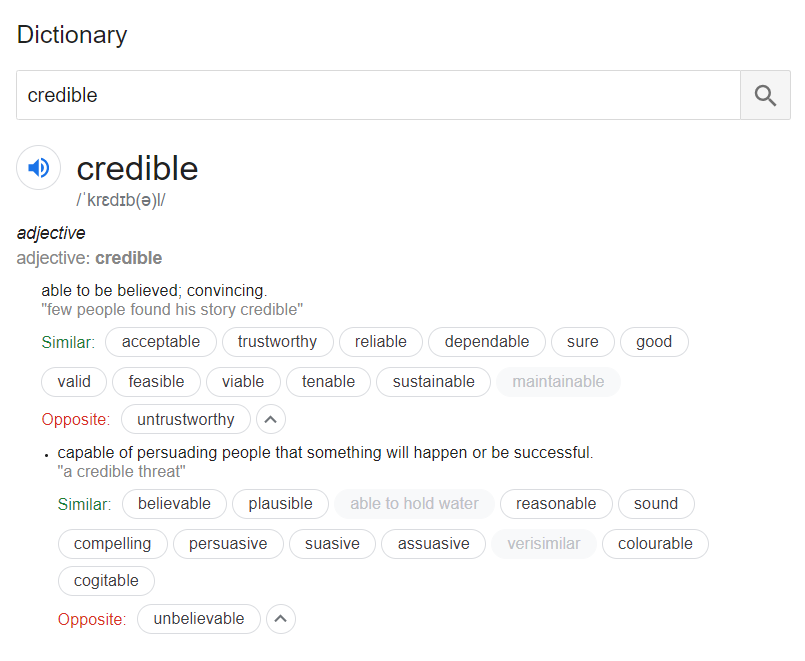 Dictionary
credible
credible
/ˈkrɛdɪb(ə)l/
adjective
adjective: credible
able to be believed; convincing.
"few people found his story credible"
Similar: acceptable trustworthy reliable dependable sure good
valid feasible viable tenable sustainable maintainable
Opposite: untrustworthy
• capable of persuading people that something will happen or be successful.
"a credible threat"
Similar: believable plausible able to hold water reasonable sound
compelling persuasive suasive assuasive verisimilar colourable
cogitable
Opposite: unbelievable